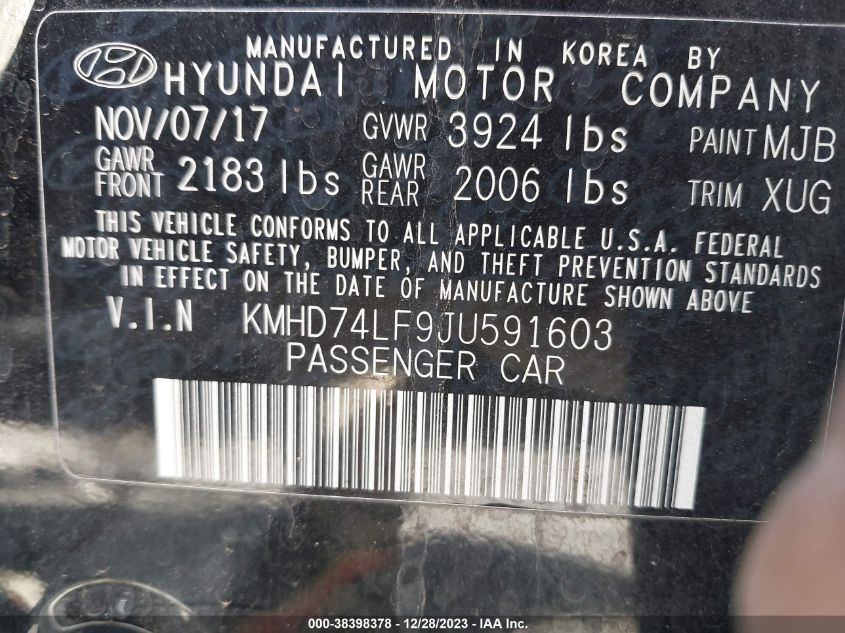 MANUFACTURED IN KOREA BY
HYUNDAI MOTOR COMPANY
NOV/07/17 GVWR 3924 lbs PAINT MJB
GAWR FRONT 2183 lbs GAWR REAR 2006 lbs TRIM XUG
THIS VEHICLE CONFORMS TO ALL APPLICABLE U.S.A. FEDERAL
MOTOR VEHICLE SAFETY, BUMPER, AND THEFT PREVENTION STANDARDS
IN EFFECT ON THE DATE OF MANUFACTURE SHOWN ABOVE
V.I.N KMHD74LF9JU591603
PASSENGER CAR
000-38398378 - 12/28/2023 - IAA Inc.